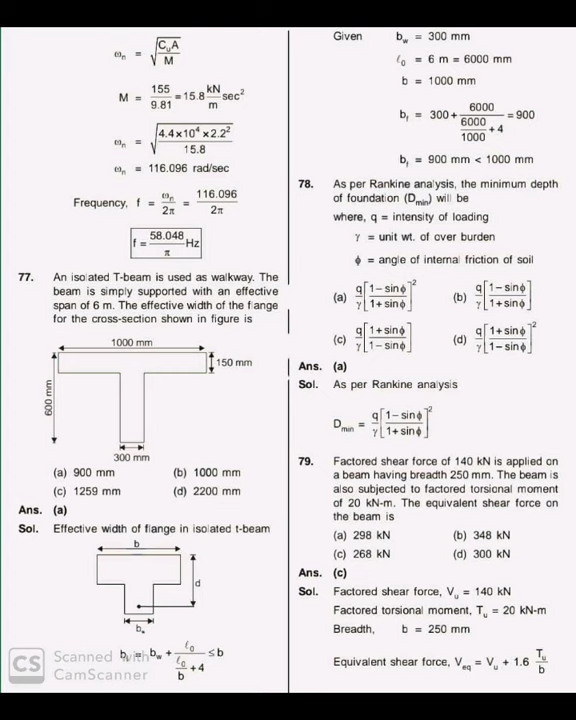 ωn = √(CuA / M)
M = 155/9.81 = 15.8 kN/m sec²
ωn = √(4.4×10⁴ ×2.2² / 15.8)
ωn = 116.096 rad/sec
Frequency, f = ωn/2π = 116.096/2π
f = 58.048/π Hz
77. An isolated T-beam is used as walkway. The
beam is simply supported with an effective
span of 6 m. The effective width of the flange
for the cross-section shown in figure is
1000 mm
150 mm
600 mm
300 mm
(a) 900 mm (b) 1000 mm
(c) 1259 mm (d) 2200 mm
Ans. (a)
Sol. Effective width of flange in isolated t-beam
b
d
bw
bf = bw + ℓ0/(ℓ0/b +4) ≤ b
CS Scanned with
CamScanner
Given bw = 300 mm
ℓ0 = 6 m = 6000 mm
b = 1000 mm
bf = 300 + 6000/(6000/1000 +4) = 900
bf = 900 mm < 1000 mm
78. As per Rankine analysis, the minimum depth
of foundation (Dmin) will be
where, q = intensity of loading
γ = unit wt. of over burden
ϕ = angle of internal friction of soil
(a) q/γ [1−sinϕ / 1+sinϕ]² (b) q/γ [1−sinϕ / 1+sinϕ]
(c) q/γ [1+sinϕ / 1−sinϕ] (d) q/γ [1+sinϕ / 1−sinϕ]²
Ans. (a)
Sol. As per Rankine analysis
Dmin = q/γ [1−sinϕ / 1+sinϕ]²
79. Factored shear force of 140 kN is applied on
a beam having breadth 250 mm. The beam is
also subjected to factored torsional moment
of 20 kN-m. The equivalent shear force on
the beam is
(a) 298 kN (b) 348 kN
(c) 268 kN (d) 300 kN
Ans. (c)
Sol. Factored shear force, Vu = 140 kN
Factored torsional moment, Tu = 20 kN-m
Breadth, b = 250 mm
Equivalent shear force, Veq = Vu + 1.6 Tu/b